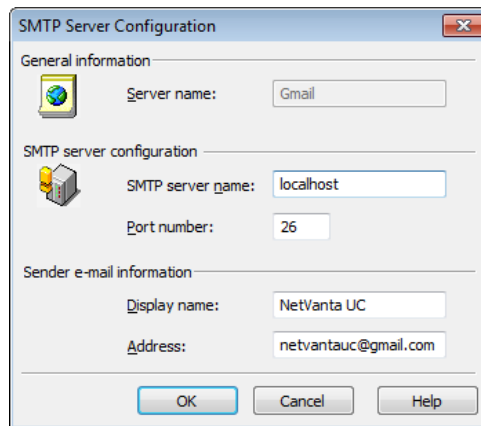 SMTP Server Configuration
General information
Server name: Gmail
SMTP server configuration
SMTP server name: localhost
Port number: 26
Sender e-mail information
Display name: NetVanta UC
Address: netvantauc@gmail.com
OK Cancel Help